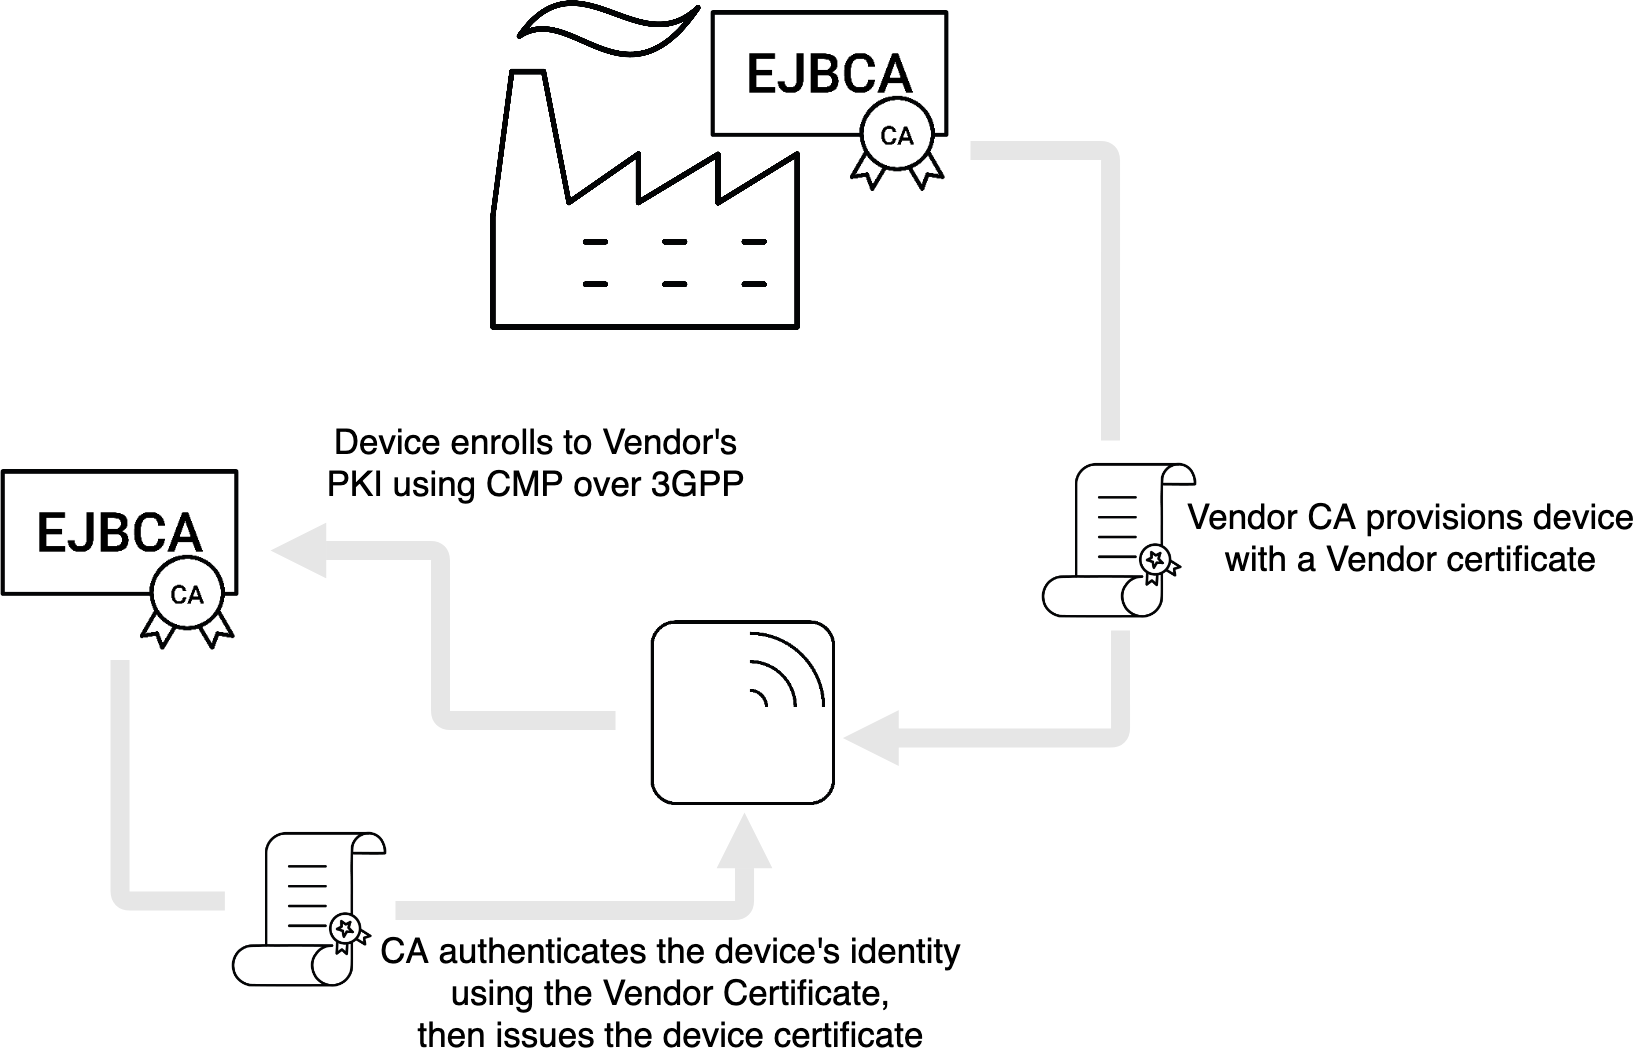 EJBCA
CA
Device enrolls to Vendor's
PKI using CMP over 3GPP
EJBCA
CA
Vendor CA provisions device
with a Vendor certificate
CA authenticates the device's identity
using the Vendor Certificate,
then issues the device certificate